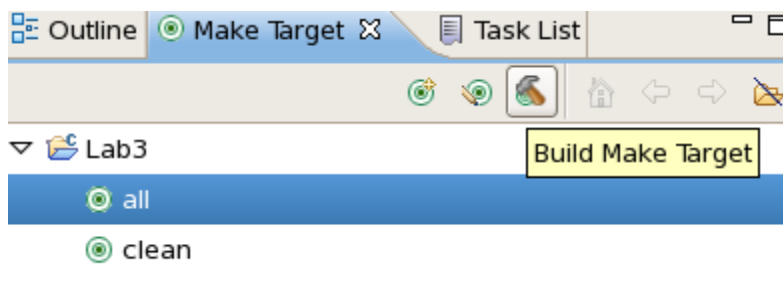 Outline Make Target Task List
Lab3
Build Make Target
all
clean